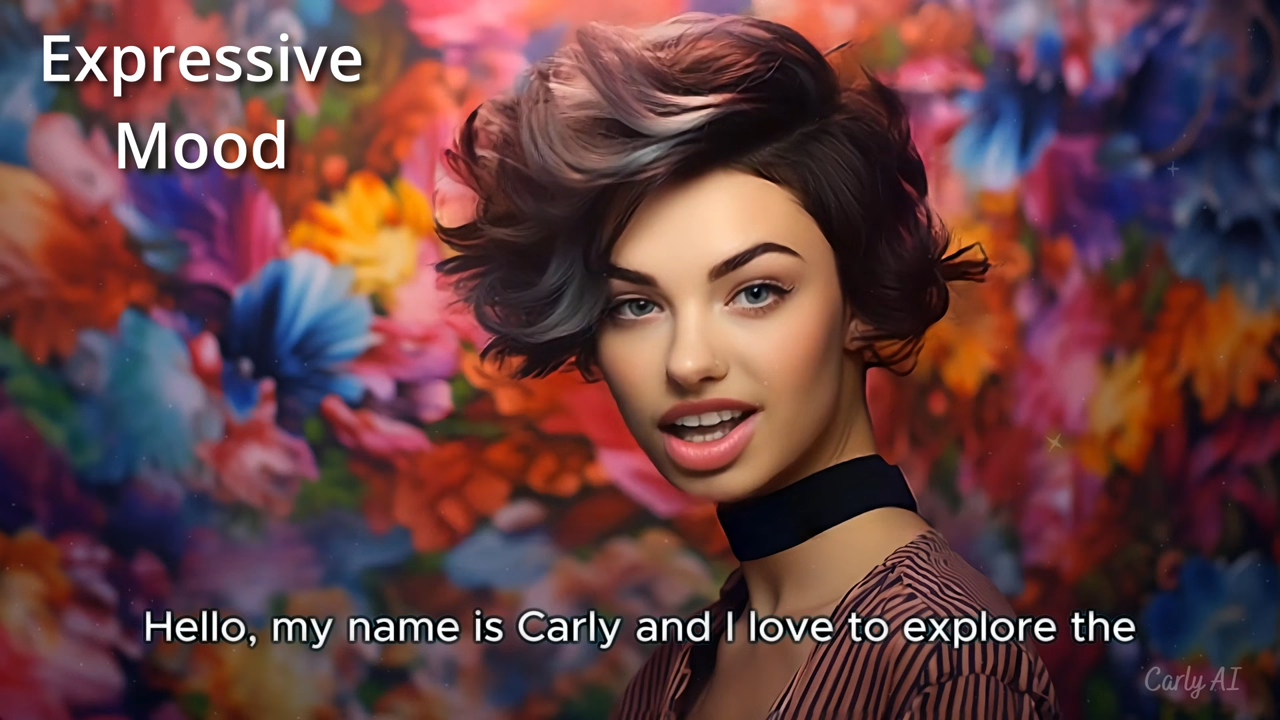 Expressive
Mood
Hello, my name is Carly and I love to explore the
Carly AI